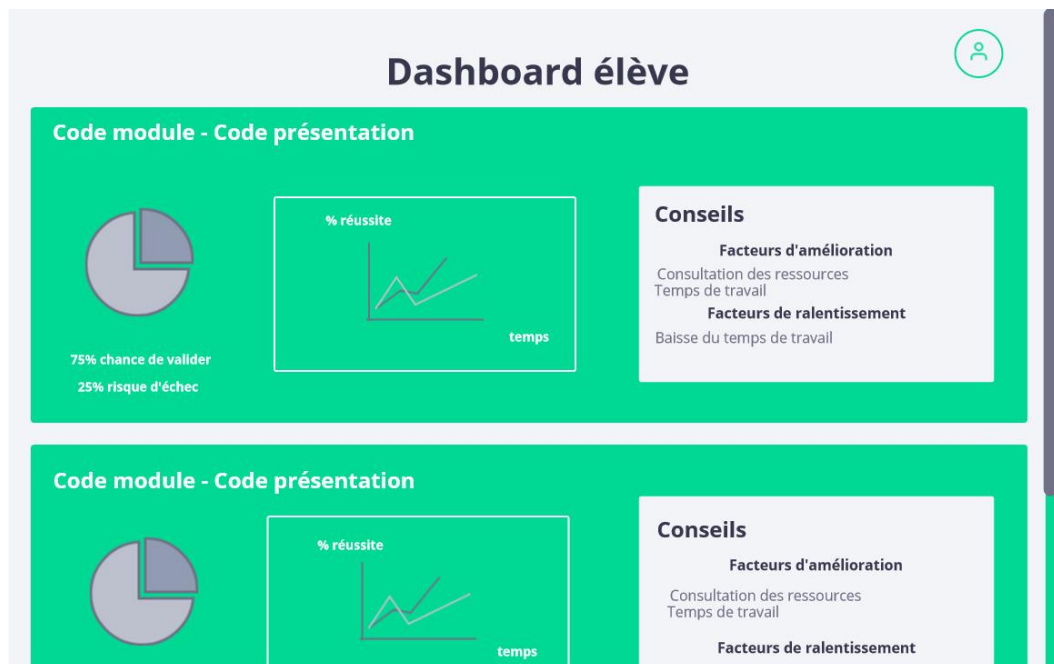 Dashboard élève
Code module - Code présentation
% réussite
temps
75% chance de valider
25% risque d'échec
Conseils
Facteurs d'amélioration
Consultation des ressources
Temps de travail
Facteurs de ralentissement
Baisse du temps de travail
Code module - Code présentation
% réussite
temps
Conseils
Facteurs d'amélioration
Consultation des ressources
Temps de travail
Facteurs de ralentissement